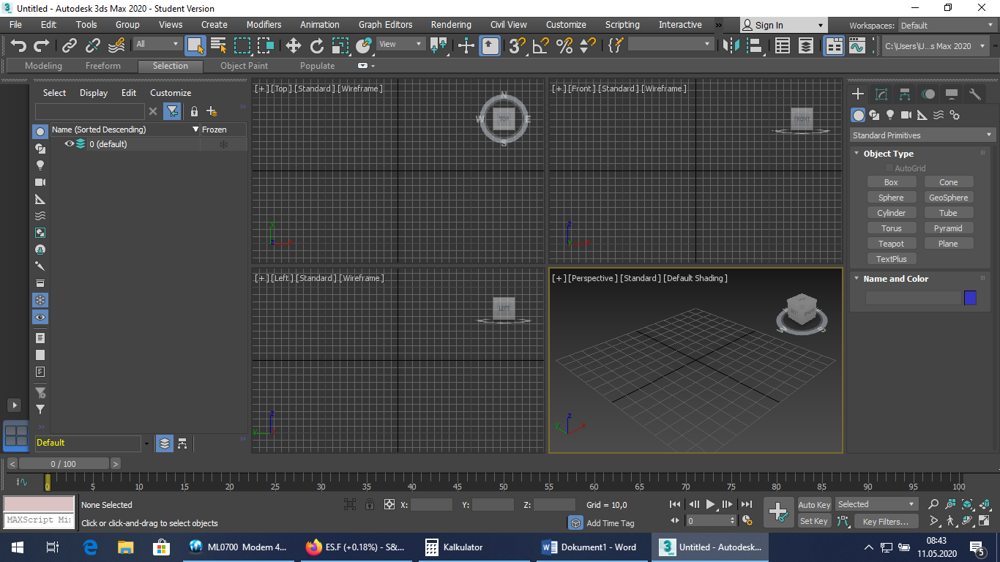 Untitled - Autodesk 3ds Max 2020 - Student Version
File Edit Tools Group Views Create Modifiers Animation Graph Editors Rendering Civil View Customize Scripting Interactive » Sign In Workspaces: Default
All View C:\Users\U...s Max 2020
Modeling Freeform Selection Object Paint Populate
Select Display Edit Customize
Name (Sorted Descending) Frozen
0 (default)
Default
[+] [Top] [Standard] [Wireframe]
N
W TOP E
S
y
z x
[+] [Front] [Standard] [Wireframe]
FRONT
z
y x
[+] [Left] [Standard] [Wireframe]
LEFT
z
y x
[+] [Perspective] [Standard] [Default Shading]
W S
z
y x
Standard Primitives
Object Type
AutoGrid
Box Cone
Sphere GeoSphere
Cylinder Tube
Torus Pyramid
Teapot Plane
TextPlus
Name and Color
< 0 / 100 >
0 5 10 15 20 25 30 35 40 45 50 55 60 65 70 75 80 85 90 95 100
None Selected X: Y: Z: Grid = 10,0 Auto Key Selected
MAXScript Mi
Click or click-and-drag to select objects Add Time Tag 0 Set Key Key Filters...
ML0700 Modem 4... ES.F (+0.18%) - S&... Kalkulator Dokument1 - Word Untitled - Autodesk...
08:43
11.05.2020
5